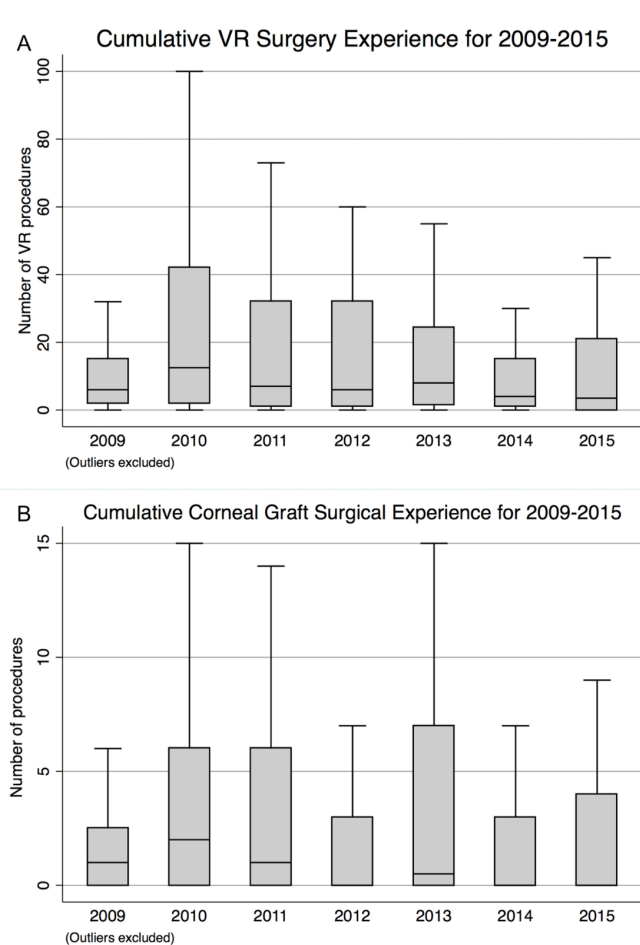 A
Cumulative VR Surgery Experience for 2009-2015
Number of VR procedures
100
80
60
40
20
0
2009 2010 2011 2012 2013 2014 2015
(Outliers excluded)
B
Cumulative Corneal Graft Surgical Experience for 2009-2015
Number of procedures
15
10
5
0
2009 2010 2011 2012 2013 2014 2015
(Outliers excluded)